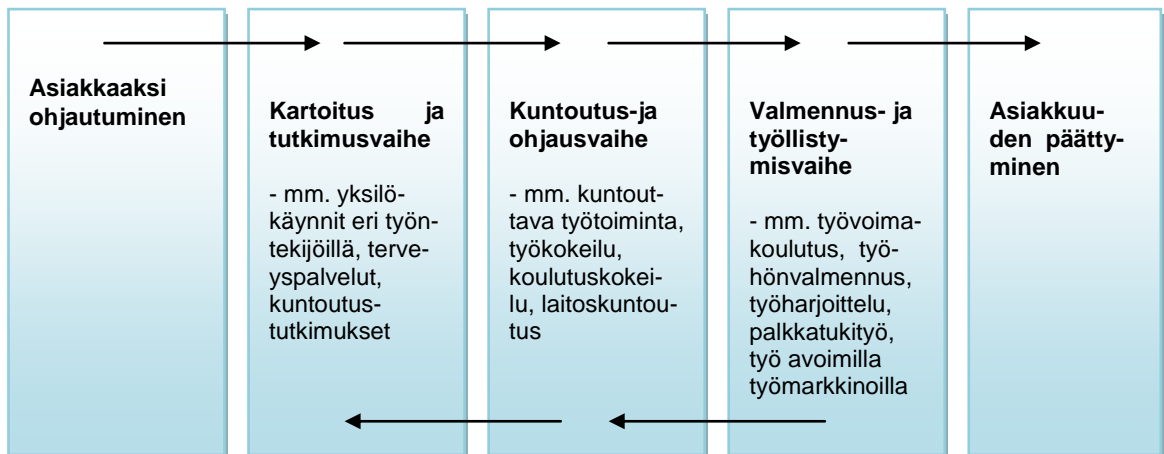 Asiakkaaksi
ohjautuminen
Kartoitus ja
tutkimusvaihe
- mm. yksilö-
käynnit eri työn-
tekijöillä, terve-
yspalvelut,
kuntoutus-
tutkimukset
Kuntoutus-ja
ohjausvaihe
- mm. kuntout-
tava työtoiminta,
työkokeilu,
koulutuskokei-
lu, laitoskuntou-
tus
Valmennus- ja
työllisty-
misvaihe
- mm. työvoima-
koulutus, työ-
hönvalmennus,
työharjoittelu,
palkkatukityö,
työ avoimilla
työmarkkinoilla
Asiakkuu-
den päätty-
minen